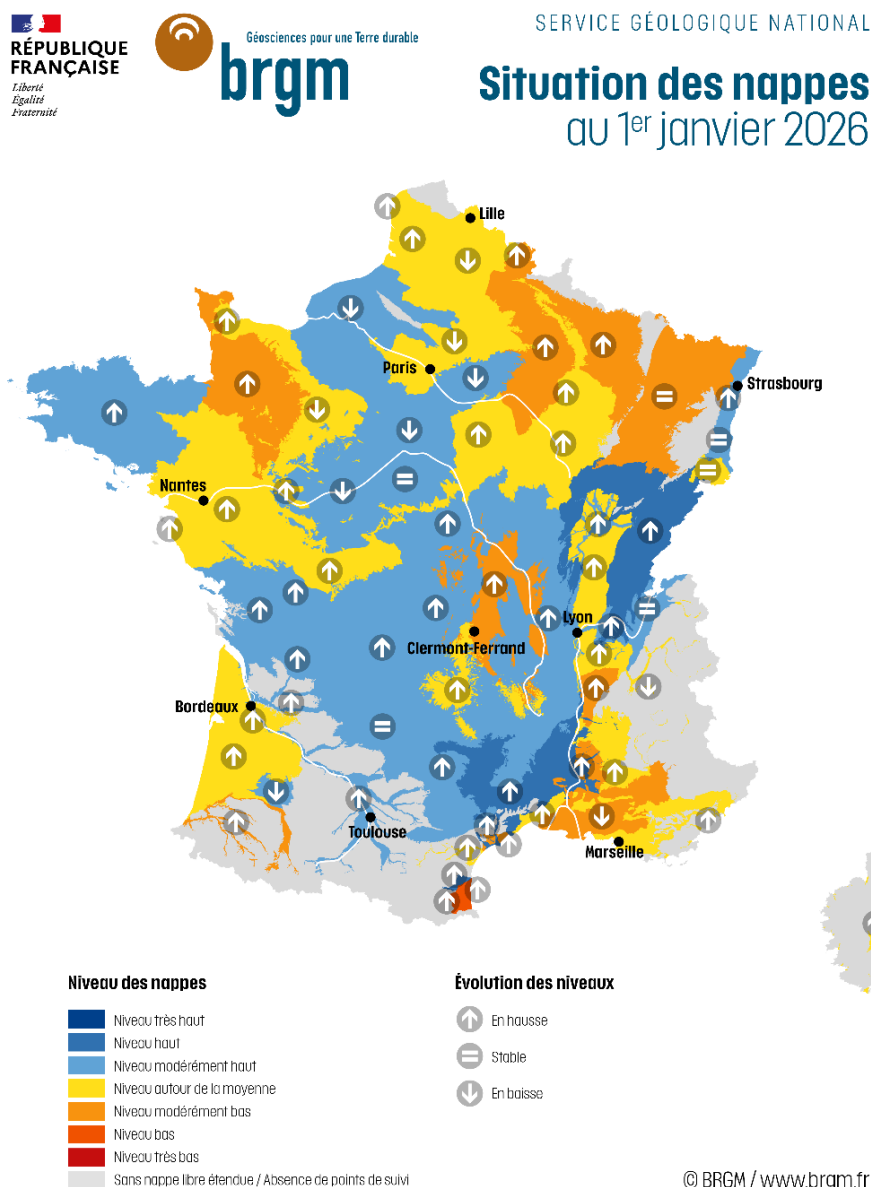 RÉPUBLIQUE
FRANÇAISE
Liberté
Égalité
Fraternité
Géosciences pour une Terre durable
brgm
SERVICE GÉOLOGIQUE NATIONAL
Situation des nappes
au 1er janvier 2026
Lille
Paris
Strasbourg
Nantes
Lyon
Clermont-Ferrand
Bordeaux
Toulouse
Marseille
Niveau des nappes
Niveau très haut
Niveau haut
Niveau modérément haut
Niveau autour de la moyenne
Niveau modérément bas
Niveau bas
Niveau très bas
Sans nappe libre étendue / Absence de points de suivi
Évolution des niveaux
En hausse
Stable
En baisse
© BRGM / www.brgm.fr